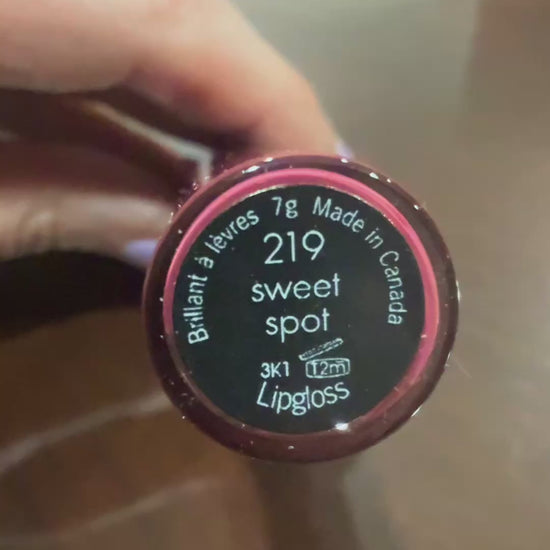 Brillant à lèvres 7g Made in Canada
219
sweet
spot
3K1 12m
Lipgloss